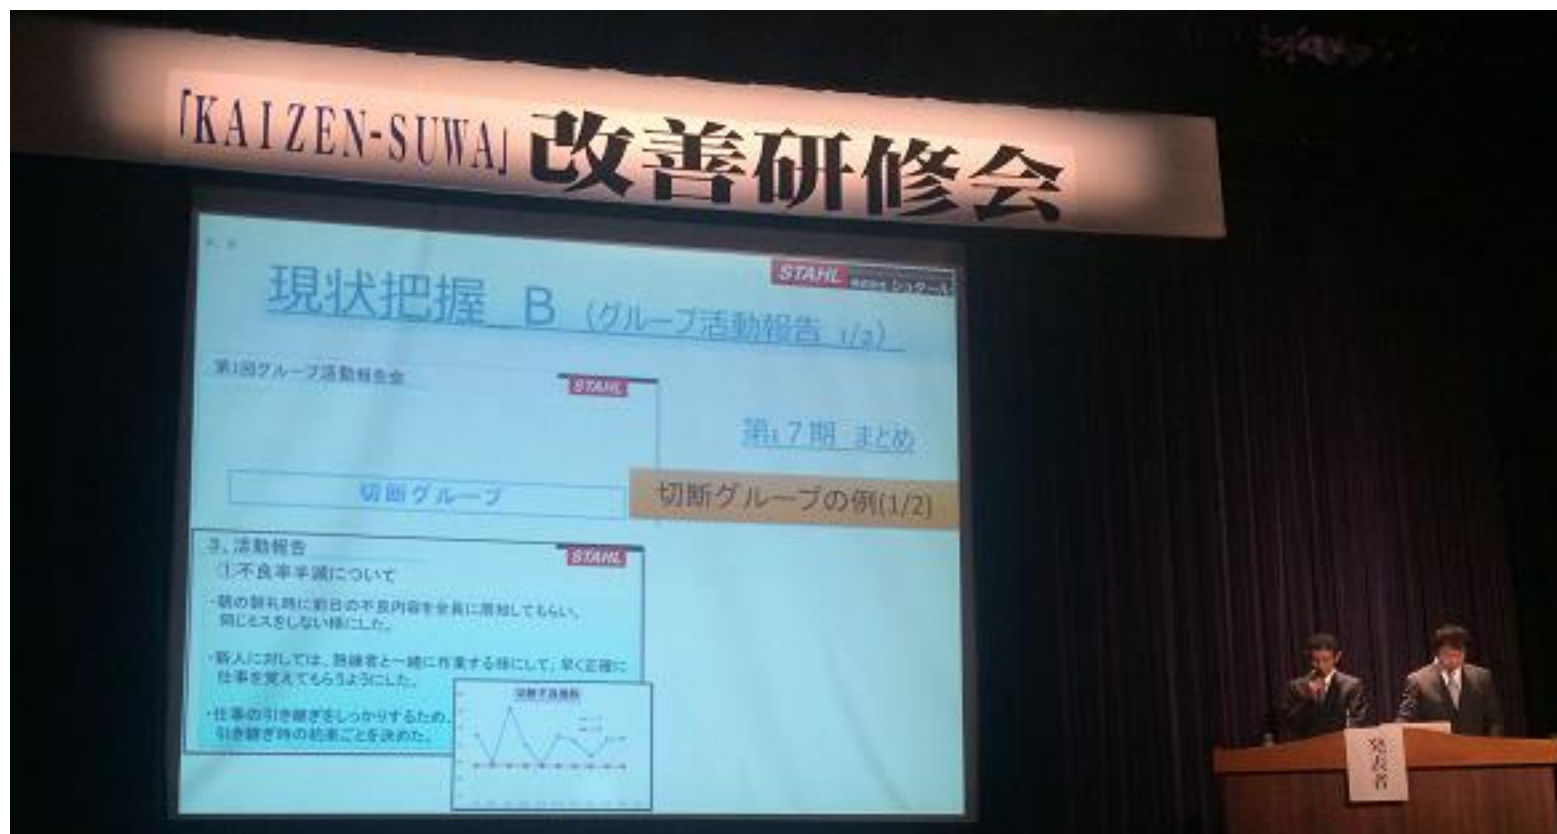 「KAIZEN-SUWA」改善研修会
STAHL 株式会社 シュタール
現状把握 B (グループ活動報告 1/2)
第1回グループ活動報告会
STAHL
第17期 まとめ
切断グループ
切断グループの例(1/2)
3、活動報告
STAHL
①不良率半減について
・朝の朝礼時に前日の不良内容を全員に周知してもらい、
同じミスをしない様にした。
・新人に対しては、熟練者と一緒に作業する様にして、早く正確に
仕事を覚えてもらうようにした。
・仕事の引き継ぎをしっかりするため、
引き継ぎ時の約束ごとを決めた。
発表者